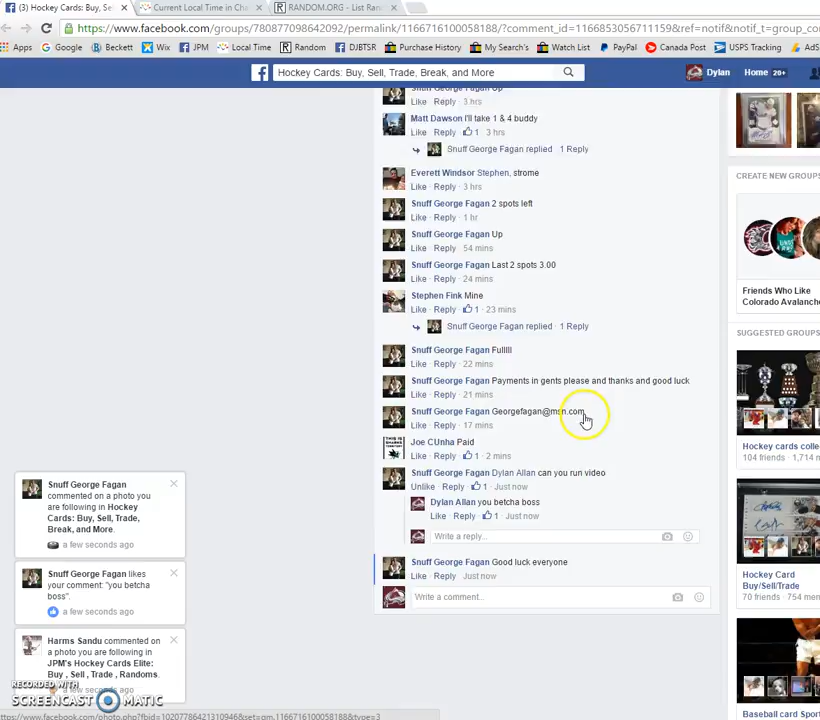 (3) Hockey Cards: Buy, Se
Current Local Time in Cha
RANDOM.ORG - List Ran
https://www.facebook.com/groups/780877098642092/permalink/1166716100058188/?comment_id=1166853056711159&ref=notif&notif_t=group_co
Apps
Google
Beckett
Wix
JPM
Local Time
Random
DJBTSR
Purchase History
My Search's
Watch List
PayPal
Canada Post
USPS Tracking
AdS
Hockey Cards: Buy, Sell, Trade, Break, and More
Dylan
Home 20+
Snuff George Fagan Up
Like · Reply · 3 hrs
Matt Dawson I'll take 1 & 4 buddy
Like · Reply · 1 · 3 hrs
Snuff George Fagan replied · 1 Reply
Everett Windsor Stephen, strome
Like · Reply · 3 hrs
Snuff George Fagan 2 spots left
Like · Reply · 1 hr
Snuff George Fagan Up
Like · Reply · 54 mins
Snuff George Fagan Last 2 spots 3.00
Like · Reply · 24 mins
Stephen Fink Mine
Like · Reply · 1 · 23 mins
Snuff George Fagan replied · 1 Reply
Snuff George Fagan Fulllll
Like · Reply · 22 mins
Snuff George Fagan Payments in gents please and thanks and good luck
Like · Reply · 21 mins
Snuff George Fagan Georgefagan@msn.com
Like · Reply · 17 mins
Joe CUnha Paid
Like · Reply · 1 · 2 mins
Snuff George Fagan Dylan Allan can you run video
Unlike · Reply · 1 · Just now
Dylan Allan you betcha boss
Like · Reply · 1 · Just now
Write a reply...
Snuff George Fagan Good luck everyone
Like · Reply · Just now
Write a comment...
THIS IS
SHARKS
TERRITORY
CREATE NEW GROUPS
Friends Who Like
Colorado Avalanche
SUGGESTED GROUPS
Hockey cards collec
104 friends · 1,714 m
Hockey Card
Buy/Sell/Trade
70 friends · 754 mem
Baseball card Sport
Snuff George Fagan
commented on a photo you
are following in Hockey
Cards: Buy, Sell, Trade,
Break, and More.
a few seconds ago
Snuff George Fagan likes
your comment: "you betcha
boss".
a few seconds ago
Harms Sandu commented on
a photo you are following in
JPM's Hockey Cards Elite:
Buy , Sell , Trade , Randoms.
a few seconds ago
RECORDED WITH
SCREENCAST MATIC
https://www.facebook.com/photo.php?fbid=10207786421310946&set=gm.1166716100058188&type=3